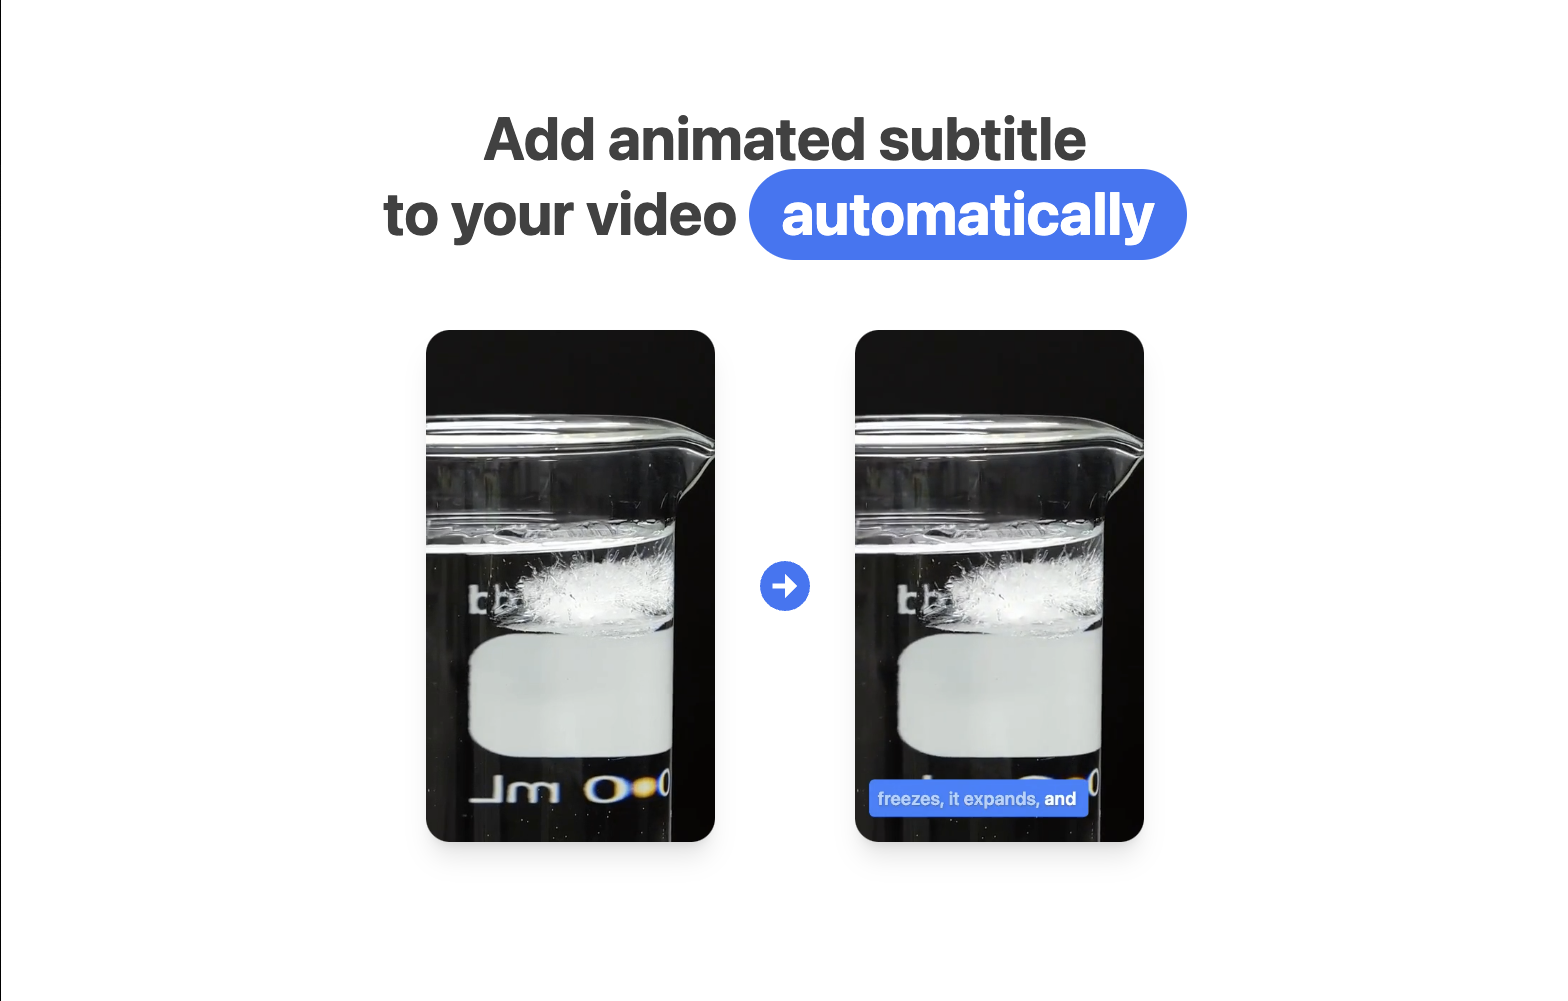 Add animated subtitle
to your video automatically
freezes, it expands, and